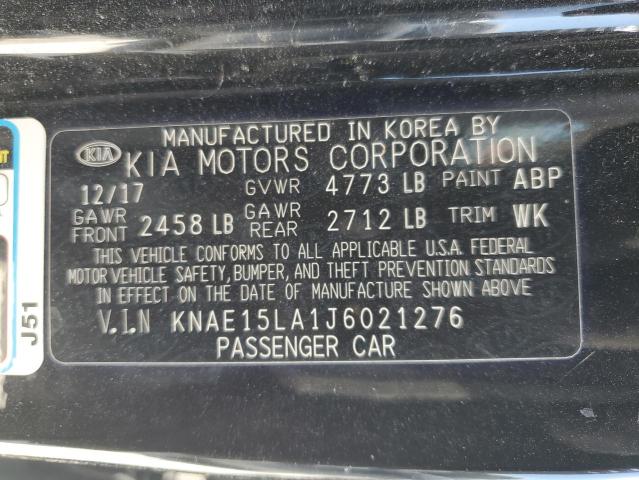 MANUFACTURED IN KOREA BY
KIA KIA MOTORS CORPORATION
12/17 GVWR 4773 LB PAINT ABP
GAWR FRONT 2458 LB GAWR REAR 2712 LB TRIM WK
THIS VEHICLE CONFORMS TO ALL APPLICABLE U.S.A. FEDERAL
MOTOR VEHICLE SAFETY, BUMPER, AND THEFT PREVENTION STANDARDS
IN EFFECT ON THE DATE OF MANUFACTURE SHOWN ABOVE
V.I.N KNAE15LA1J6021276
PASSENGER CAR
J51